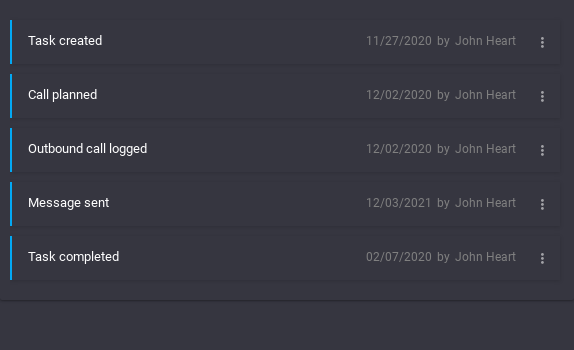 Task created 11/27/2020 by John Heart
Call planned 12/02/2020 by John Heart
Outbound call logged 12/02/2020 by John Heart
Message sent 12/03/2021 by John Heart
Task completed 02/07/2020 by John Heart